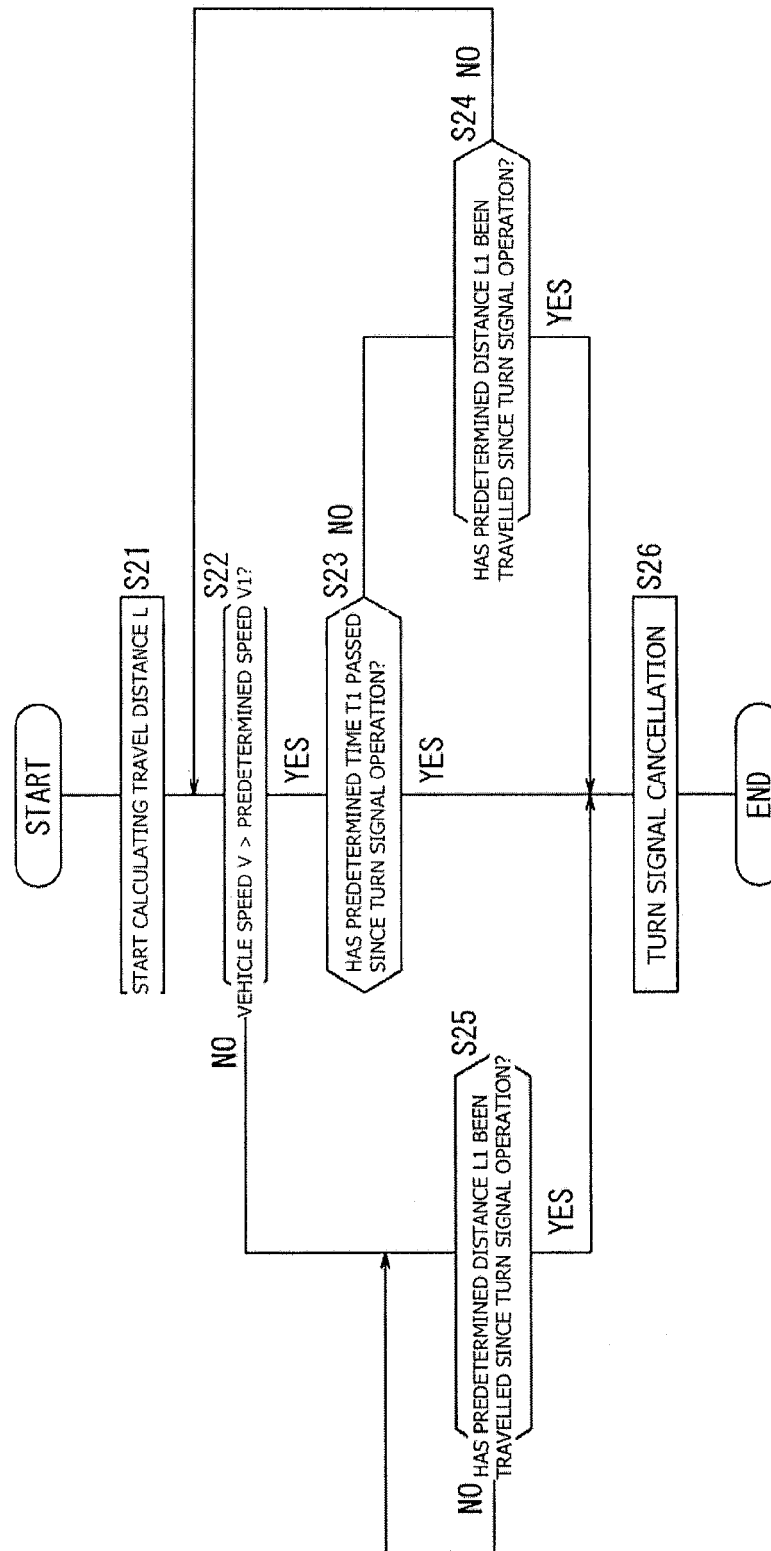 START
START CALCULATING TRAVEL DISTANCE L
S21
VEHICLE SPEED V > PREDETERMINED SPEED V1?
S22
NO
YES
HAS PREDETERMINED TIME T1 PASSED
SINCE TURN SIGNAL OPERATION?
S23
NO
YES
HAS PREDETERMINED DISTANCE L1 BEEN
TRAVELLED SINCE TURN SIGNAL OPERATION?
S24
NO
YES
HAS PREDETERMINED DISTANCE L1 BEEN
TRAVELLED SINCE TURN SIGNAL OPERATION?
S25
NO
YES
TURN SIGNAL CANCELLATION
S26
END